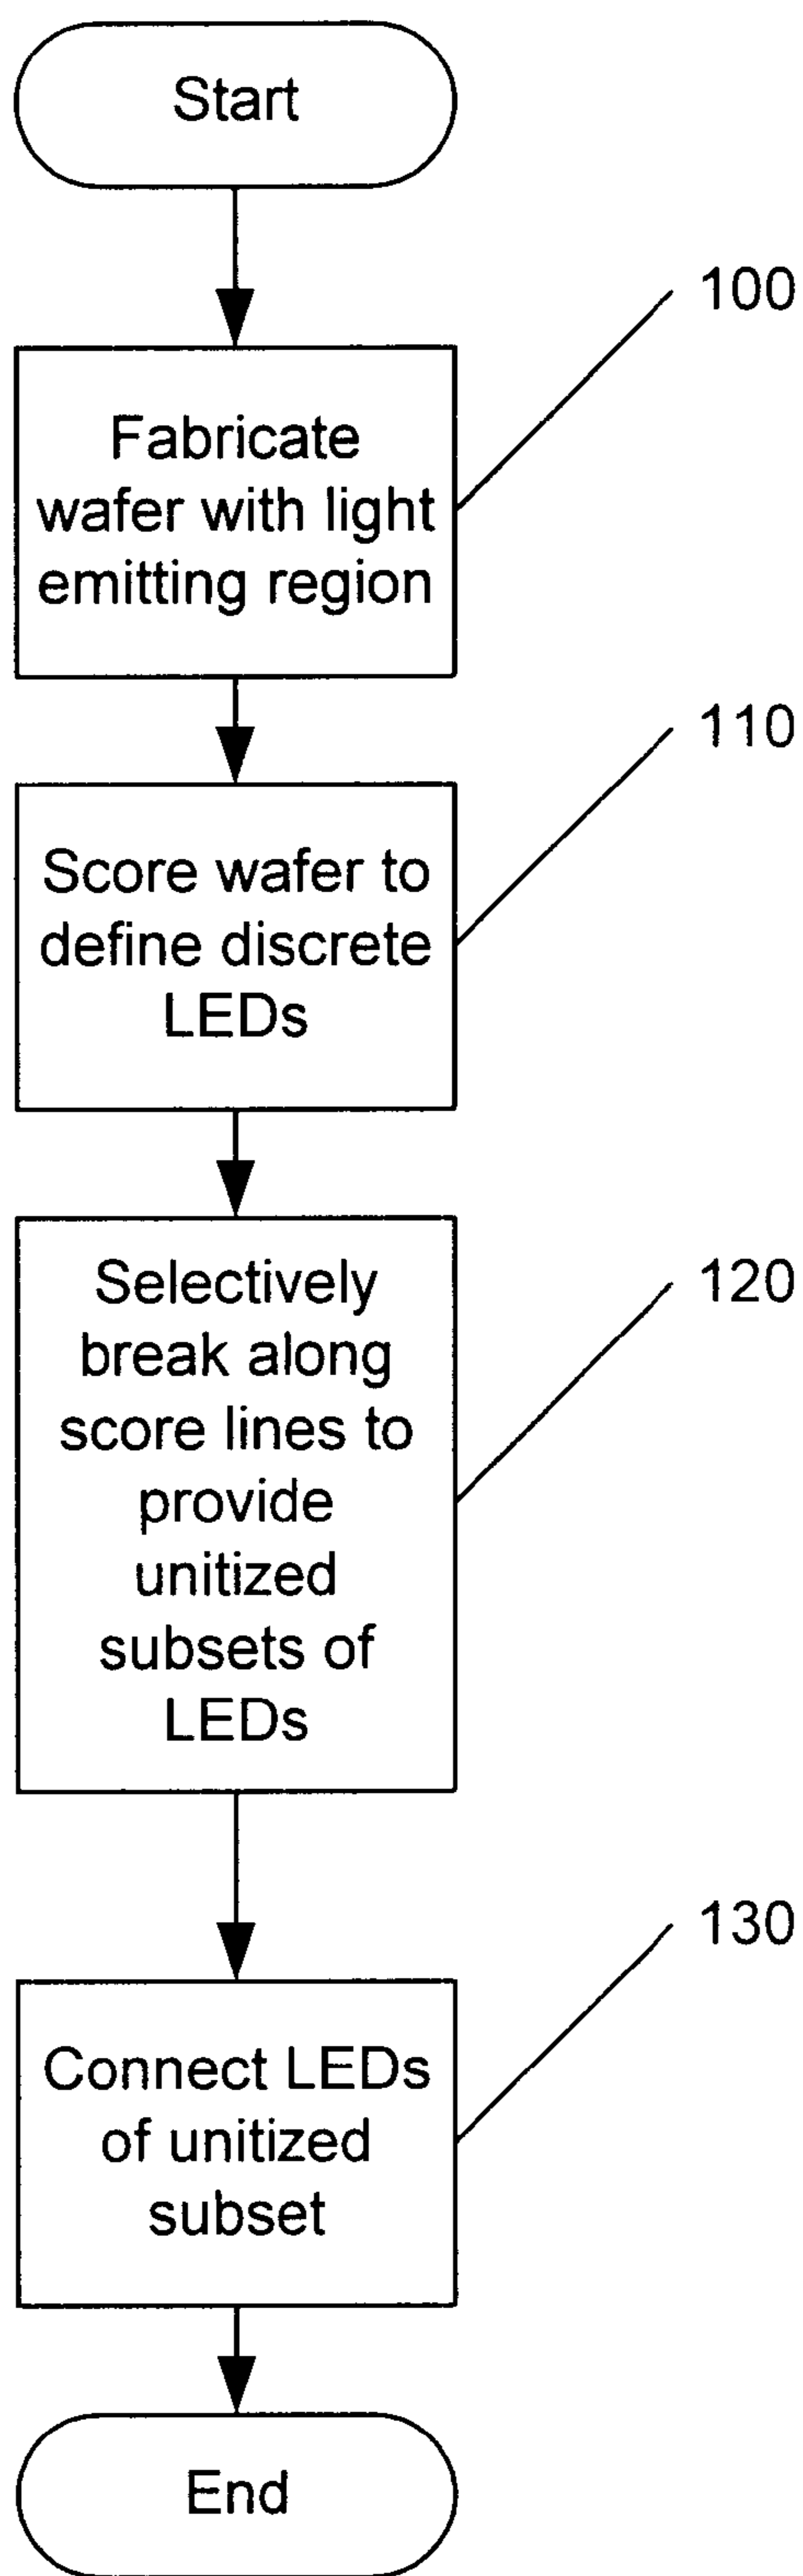 Start
100
Fabricate
wafer with light
emitting region
110
Score wafer to
define discrete
LEDs
120
Selectively
break along
score lines to
provide
unitized
subsets of
LEDs
130
Connect LEDs
of unitized
subset
End